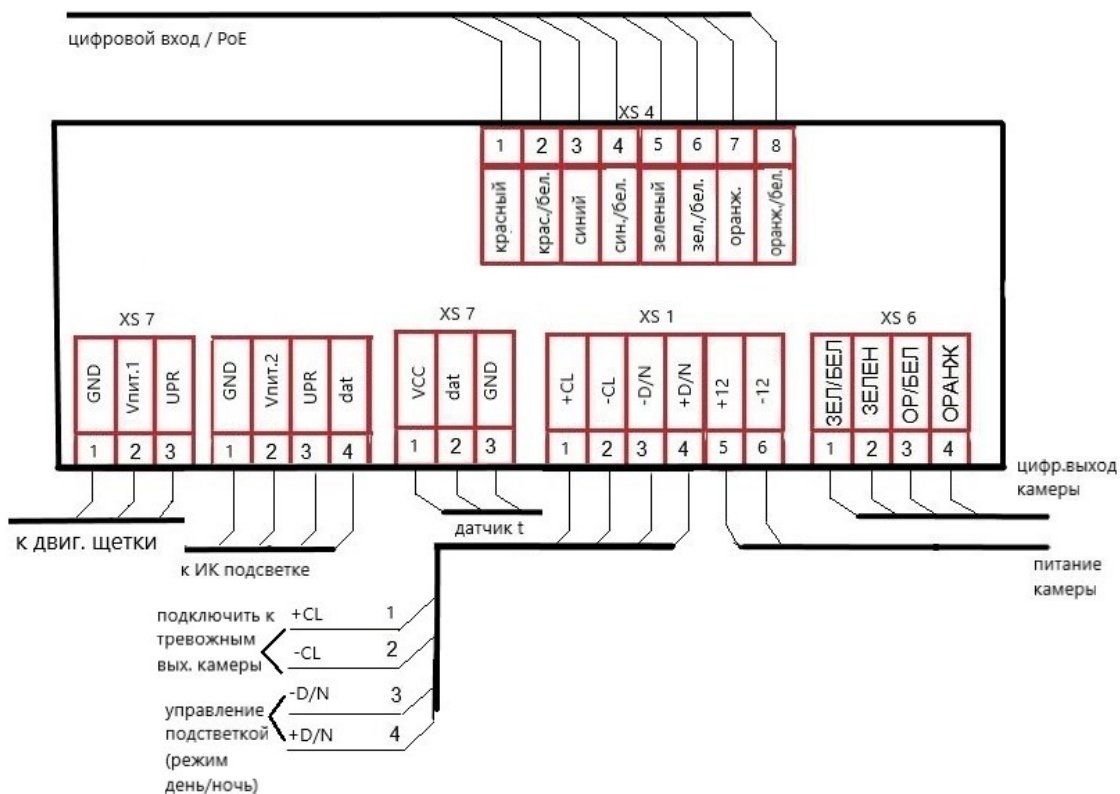 цифровой вход / PoE
XS 4
1 2 3 4 5 6 7 8
красный
крас./бел.
синий
син./бел.
зеленый
зел./бел.
оранж.
оранж./бел.
XS 7
GND
Vпит.1
UPR
1 2 3
GND
Vпит.2
UPR
dat
1 2 3 4
XS 7
VCC
dat
GND
1 2 3
XS 1
+CL
-CL
-D/N
+D/N
+12
-12
1 2 3 4 5 6
XS 6
ЗЕЛ/БЕЛ
ЗЕЛЕН
ОР/БЕЛ
ОРАНЖ
1 2 3 4
к двиг. щетки
к ИК подсветке
датчик t
цифр.выход
камеры
питание
камеры
подключить к
тревожным
вых. камеры
+CL 1
-CL 2
управление
подстветкой
(режим
день/ночь)
-D/N 3
+D/N 4